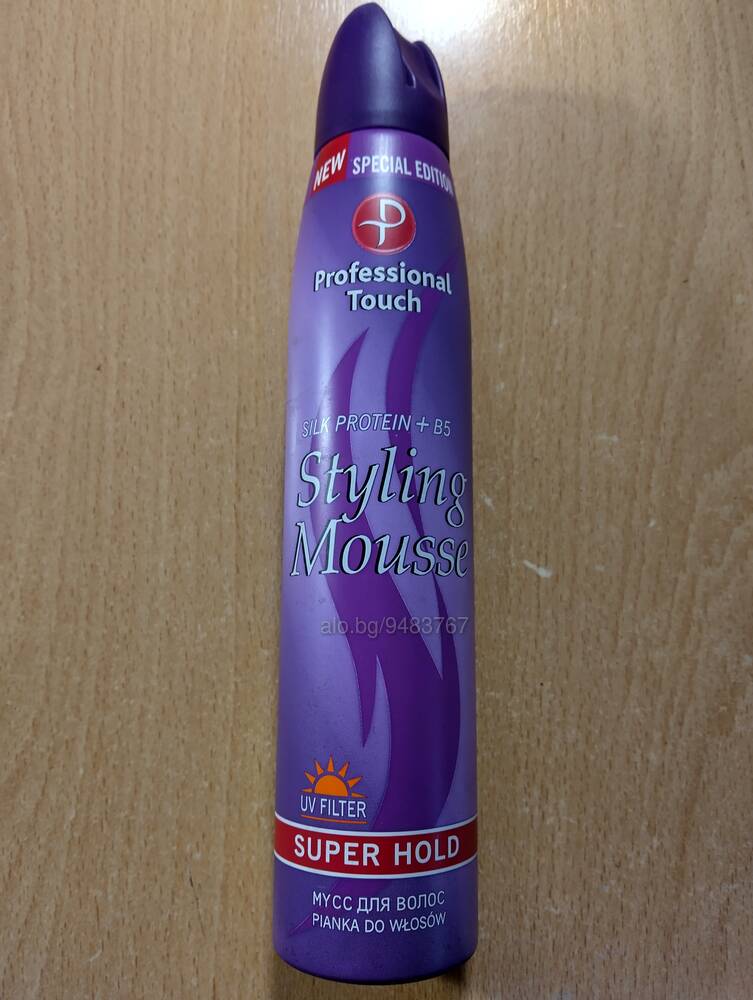 NEW SPECIAL EDITION
Professional
Touch
SILK PROTEIN + B5
Styling
Mousse
alo.bg/9483767
UV FILTER
SUPER HOLD
МУСС ДЛЯ ВОЛОС
PIANKA DO WŁOSÓW